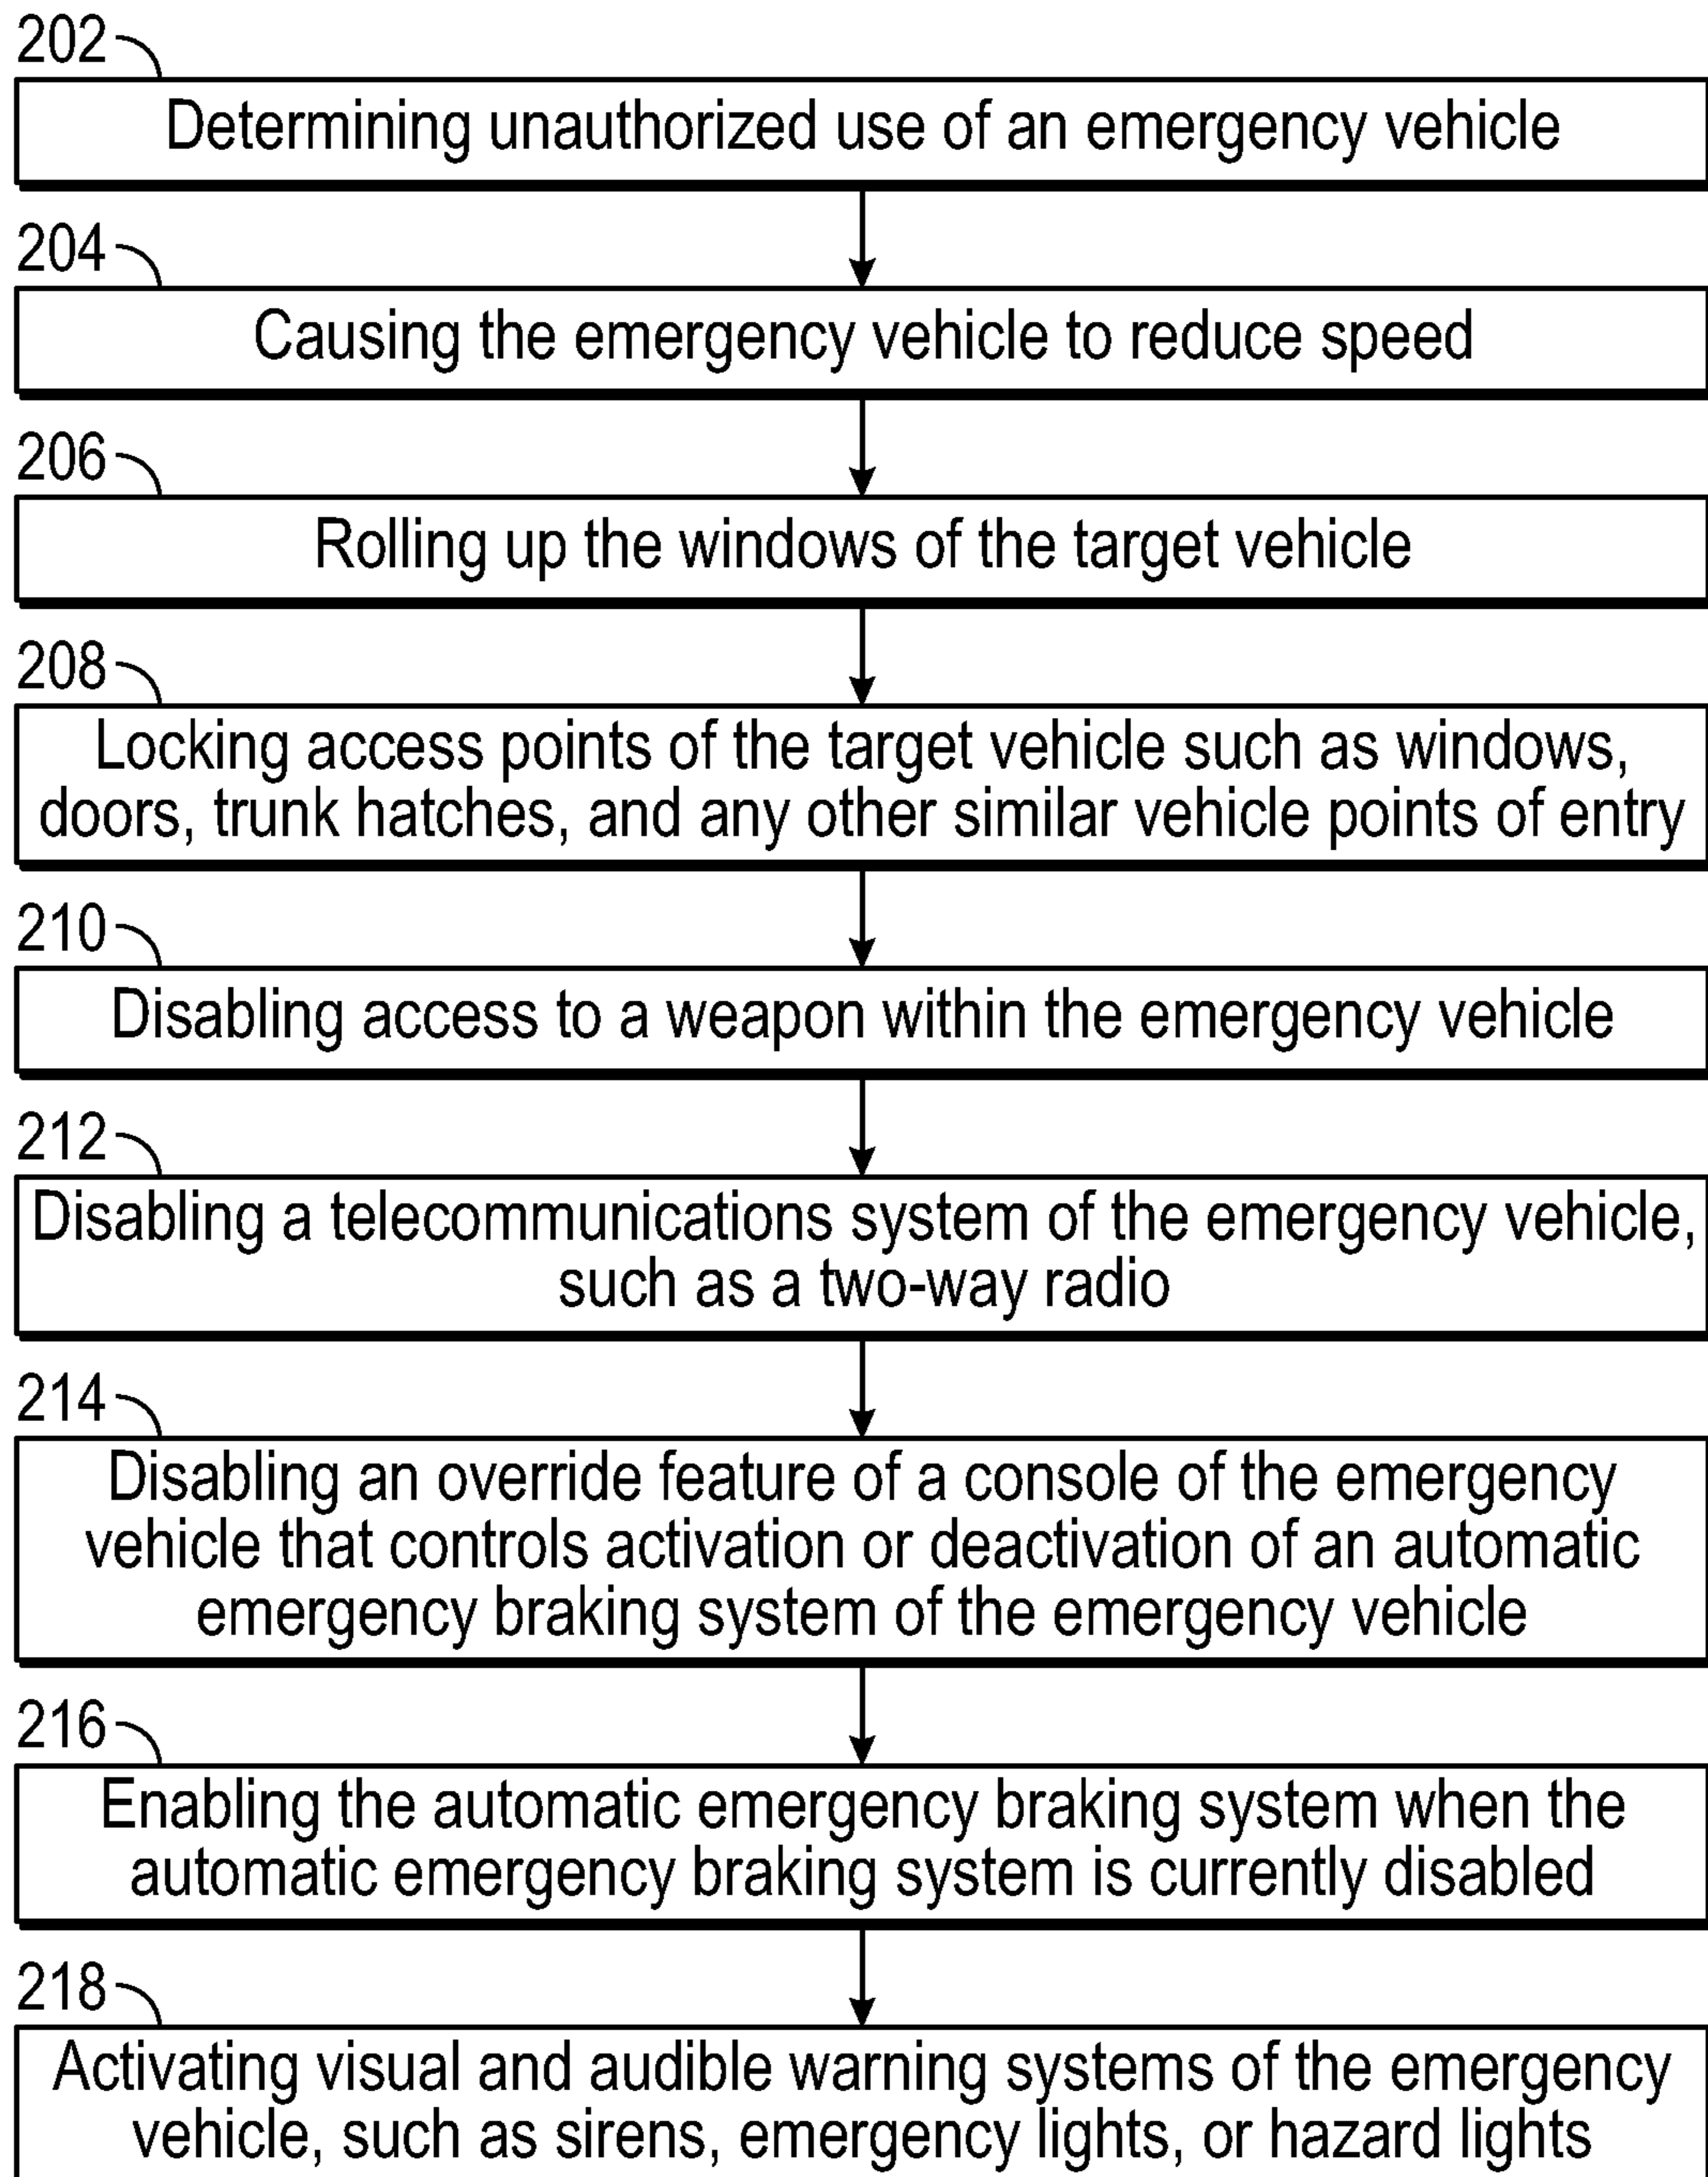 202
Determining unauthorized use of an emergency vehicle
204
Causing the emergency vehicle to reduce speed
206
Rolling up the windows of the target vehicle
208
Locking access points of the target vehicle such as windows,
doors, trunk hatches, and any other similar vehicle points of entry
210
Disabling access to a weapon within the emergency vehicle
212
Disabling a telecommunications system of the emergency vehicle,
such as a two-way radio
214
Disabling an override feature of a console of the emergency
vehicle that controls activation or deactivation of an automatic
emergency braking system of the emergency vehicle
216
Enabling the automatic emergency braking system when the
automatic emergency braking system is currently disabled
218
Activating visual and audible warning systems of the emergency
vehicle, such as sirens, emergency lights, or hazard lights